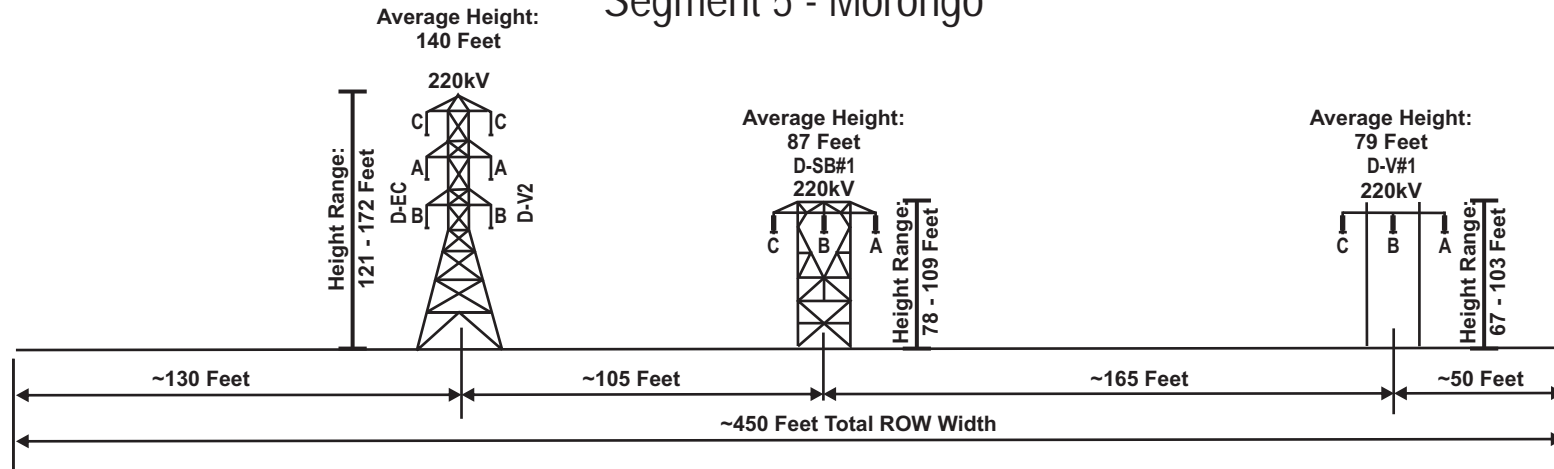 Segment 5 - Morongo
Average Height:
140 Feet
220kV
C
C
A
A
B
B
D-EC
D-V2
Height Range:
121 - 172 Feet
Average Height:
87 Feet
D-SB#1
220kV
C
B
A
Height Range:
78 - 109 Feet
Average Height:
79 Feet
D-V#1
220kV
C
B
A
Height Range:
67 - 103 Feet
~130 Feet
~105 Feet
~165 Feet
~50 Feet
~450 Feet Total ROW Width